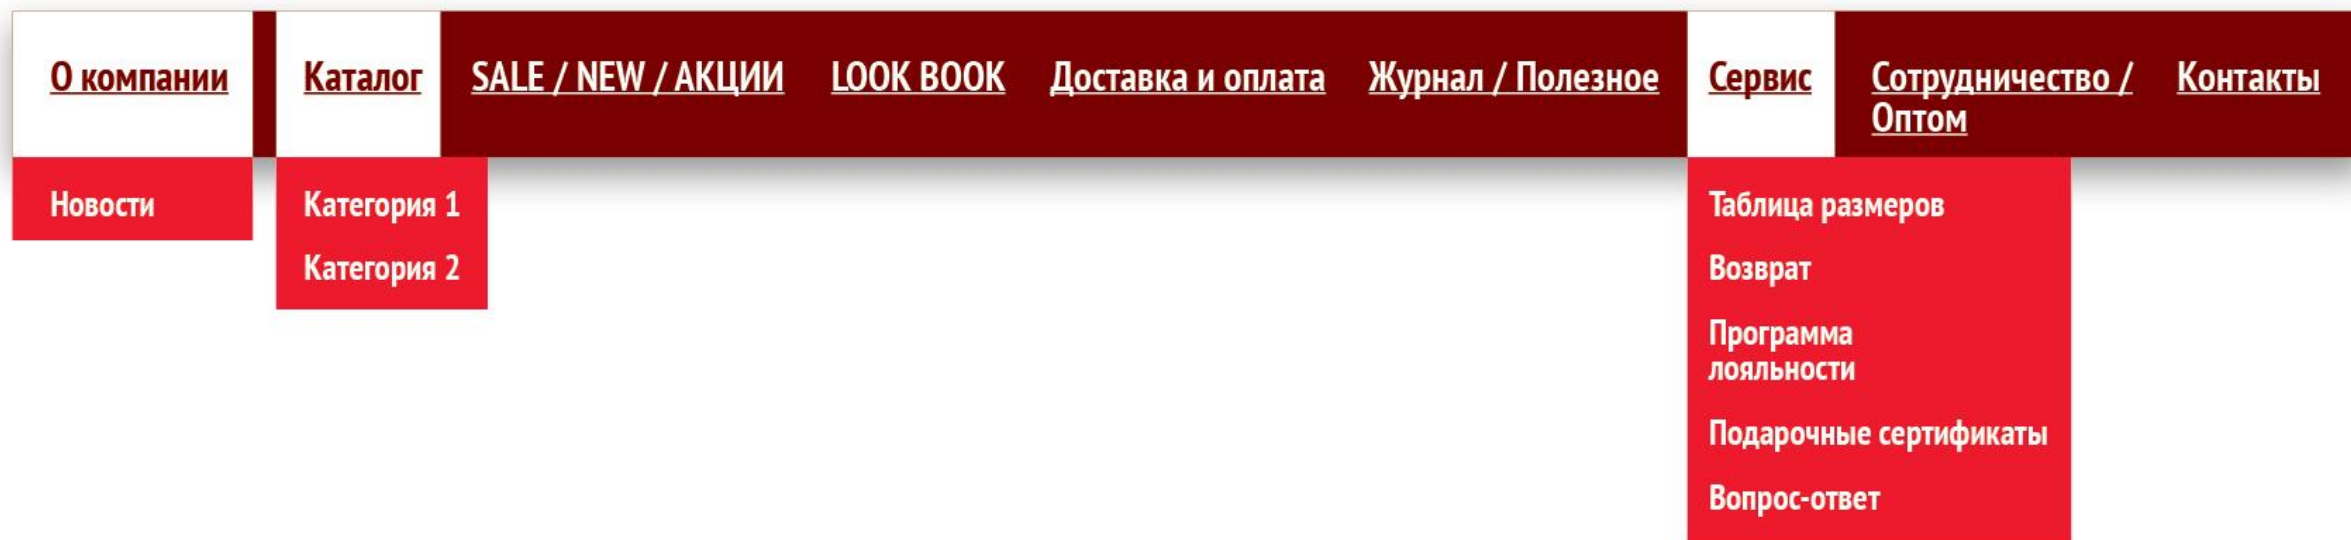 О компании
Каталог
SALE / NEW / АКЦИИ
LOOK BOOK
Доставка и оплата
Журнал / Полезное
Сервис
Сотрудничество /
Оптом
Контакты
Новости
Категория 1
Категория 2
Таблица размеров
Возврат
Программа
лояльности
Подарочные сертификаты
Вопрос-ответ